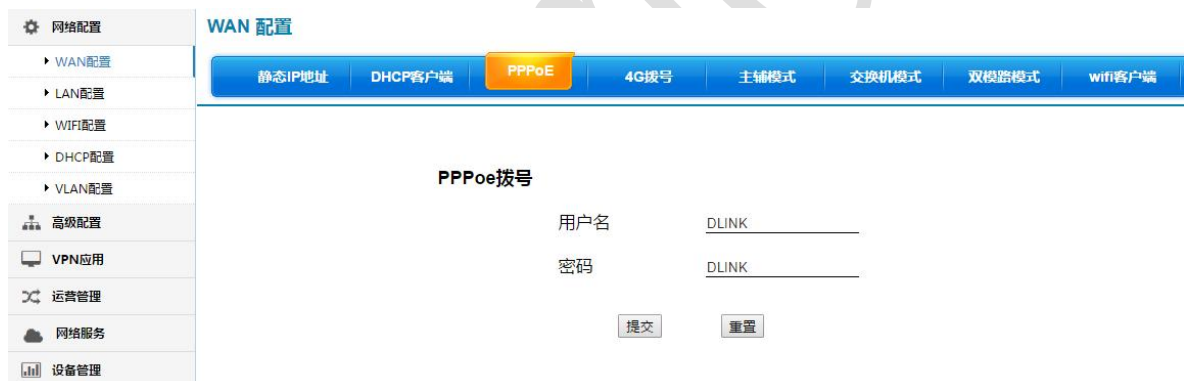 网络配置
WAN配置
LAN配置
WIFI配置
DHCP配置
VLAN配置
高级配置
VPN应用
运营管理
网络服务
设备管理
WAN 配置
静态IP地址 DHCP客户端 PPPoE 4G拨号 主辅模式 交换机模式 双模路模式 wifi客户端
PPPoe拨号
用户名 DLINK
密码 DLINK
提交 重置